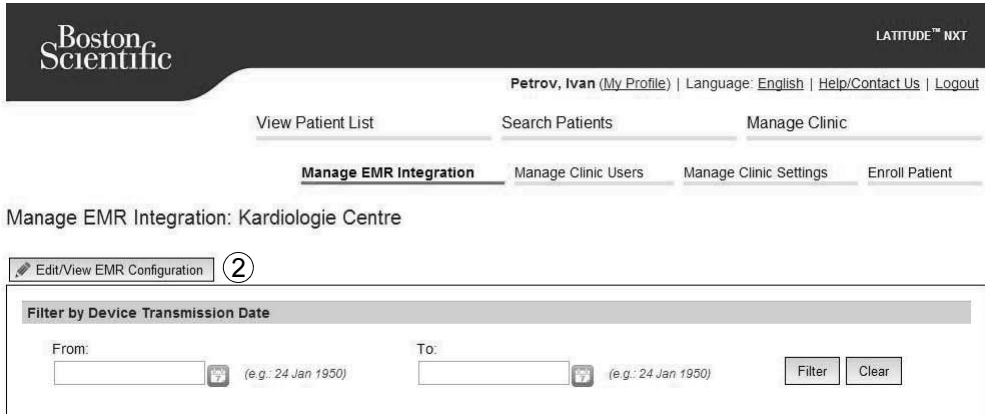 Boston
Scientific
LATITUDE™ NXT
Petrov, Ivan (My Profile) | Language: English | Help/Contact Us | Logout
View Patient List Search Patients Manage Clinic
Manage EMR Integration Manage Clinic Users Manage Clinic Settings Enroll Patient
Manage EMR Integration: Kardiologie Centre
Edit/View EMR Configuration 2
Filter by Device Transmission Date
From: To:
7 (e.g.: 24 Jan 1950) 7 (e.g.: 24 Jan 1950) Filter Clear